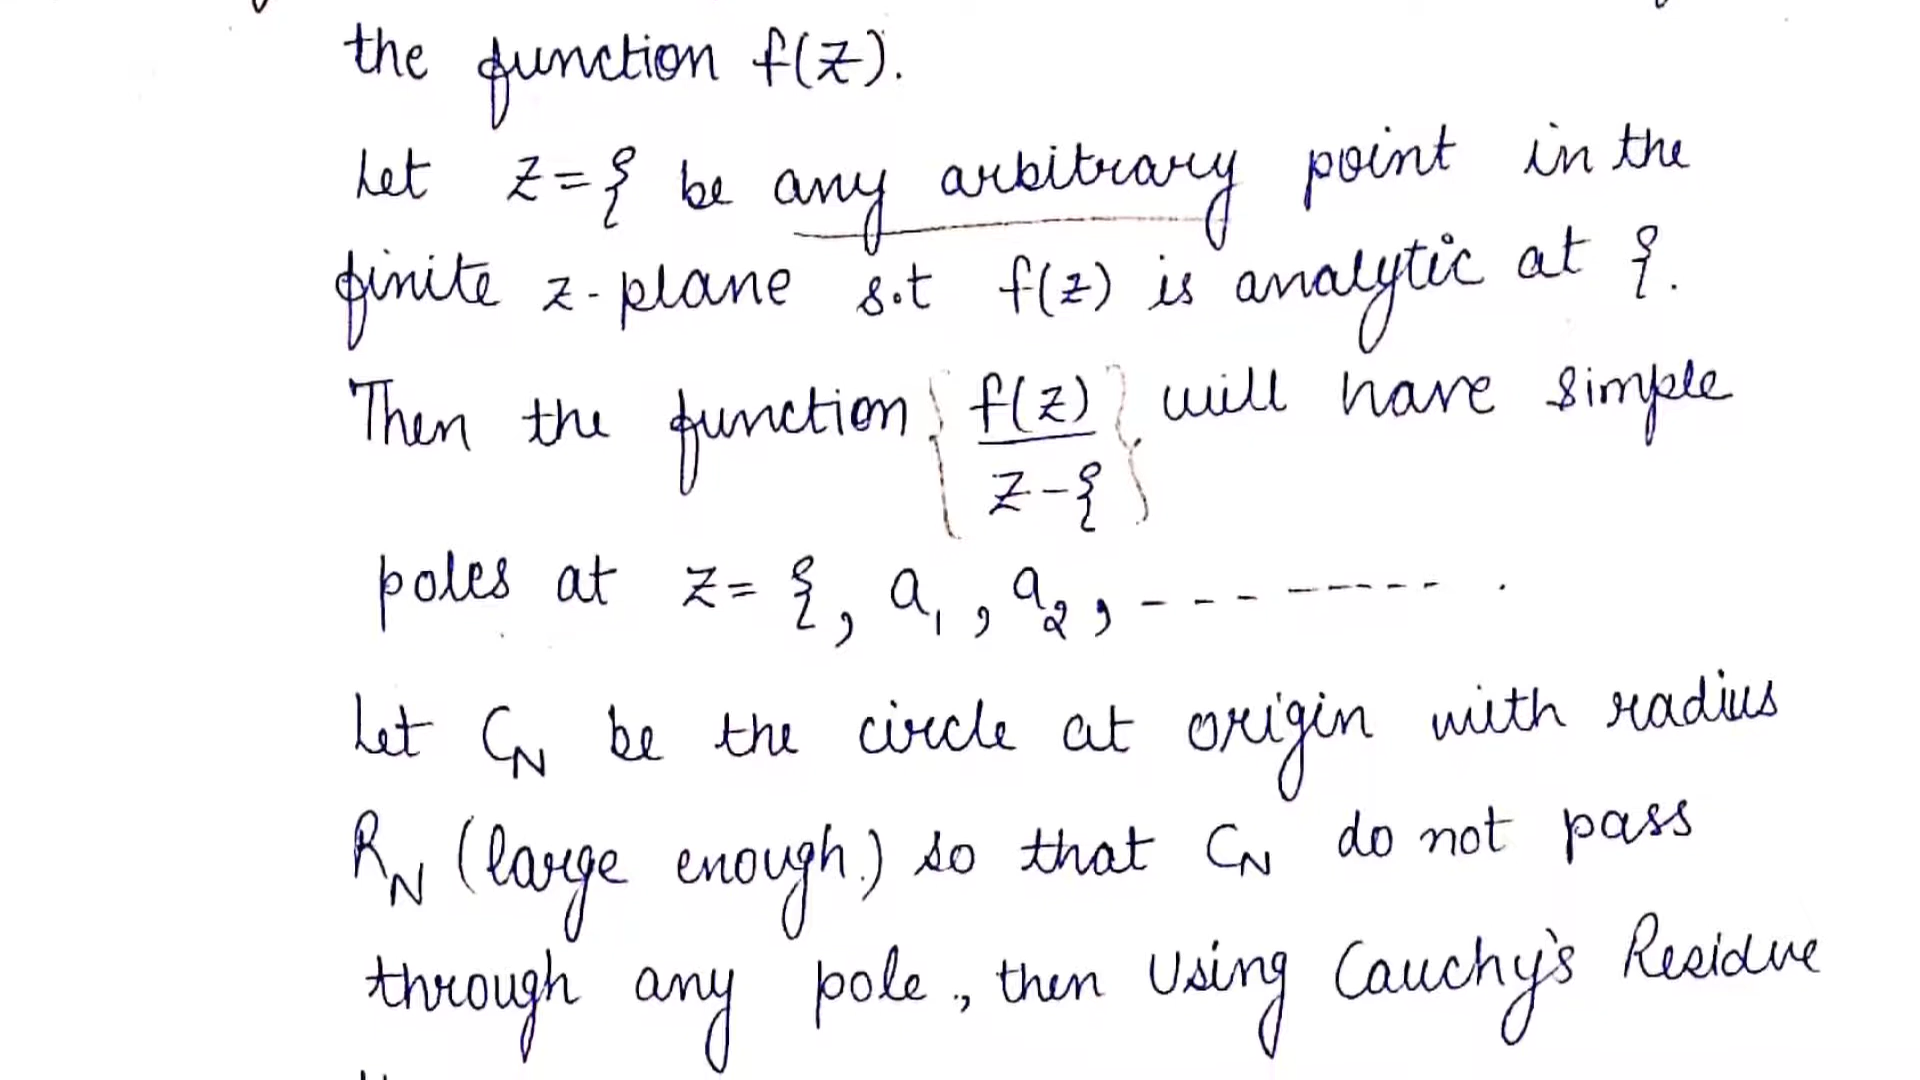 the function f(z).
Let z=ξ be any arbitrary point in the
finite z-plane s.t f(z) is analytic at ξ.
Then the function { f(z)/z-ξ } will have simple
poles at z= ξ, a₁, a₂, --- ----- .
Let C_N be the circle at origin with radius
R_N (large enough.) so that C_N do not pass
through any pole., then Using Cauchy's Residue